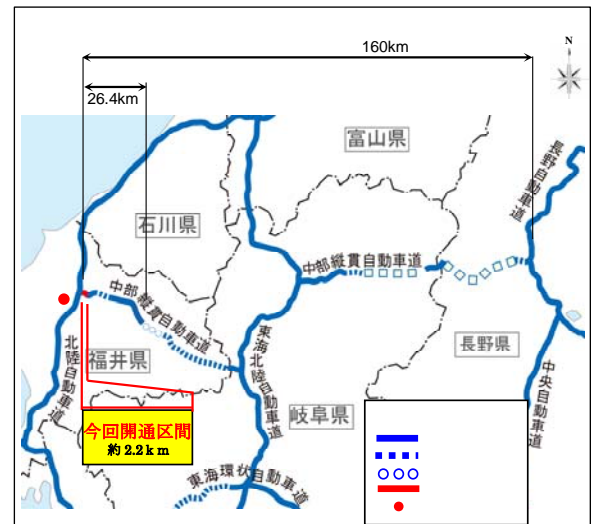 160km
N
26.4km
富山県
長野自動車道
石川県
中部縦貫自動車道
中部縦貫自動車道
東海北陸自動車道
長野県
北陸自動車道
福井県
中央自動車道
岐阜県
今回開通区間
約2.2km
東海環状自動車道